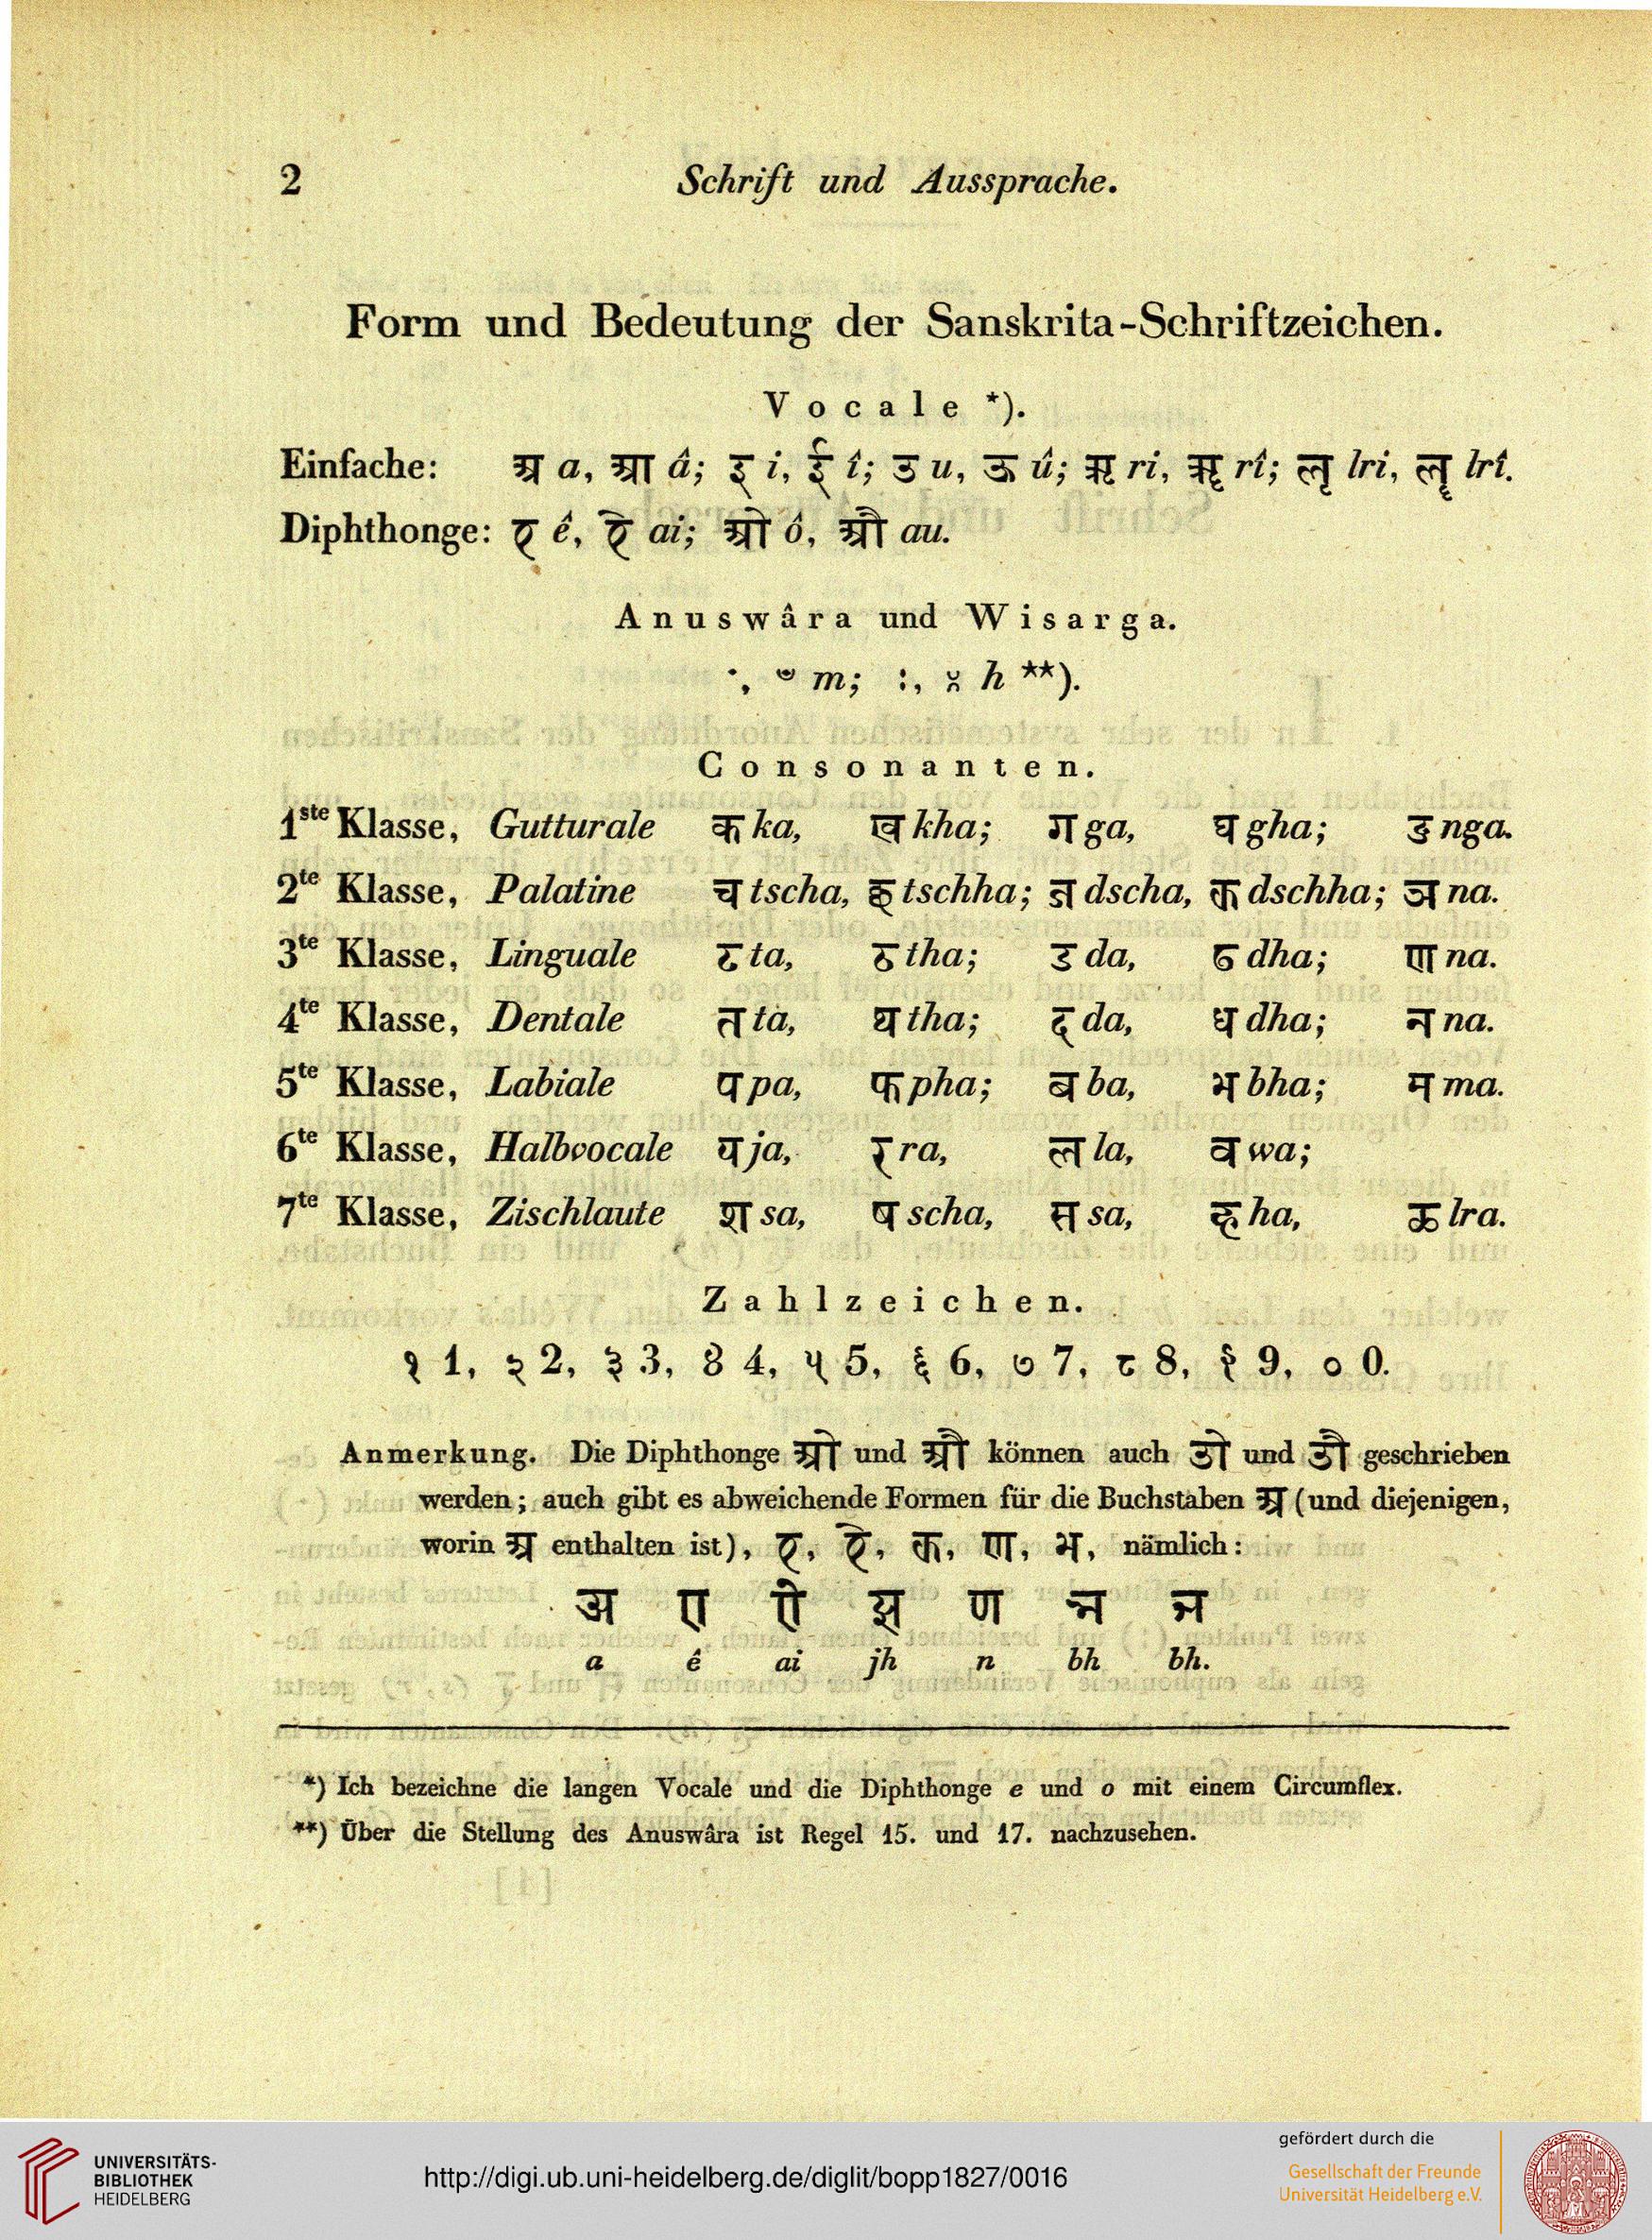 2 Schrift und Aussprache.
Form und Bedeutung der Sanskrita-Schriftzeichen.
Vocale *).
Einfache: अ a, आ â; इ i, ई î; उ u, ऊ û; ऋ ri, ॠ rî; ऌ lri, ॡ lrî.
Diphthonge: ए ê, ऐ ai; ओ ô, औ au.
Anuswâra und Wisarga.
ं, ँ m; :, ᳵ h **).
Consonanten.
1ste Klasse, Gutturale क ka, ख kha; ग ga, घ gha; ङ nga.
2te Klasse, Palatine च tscha, छ tschha; ज dscha, झ dschha; ञ na.
3te Klasse, Linguale ट ta, ठ tha; ड da, ढ dha; ण na.
4te Klasse, Dentale त ta, थ tha; द da, ध dha; न na.
5te Klasse, Labiale प pa, फ pha; ब ba, भ bha; म ma.
6te Klasse, Halbvocale य ja, र ra, ल la, व wa;
7te Klasse, Zischlaute श sa, ष scha, स sa, ह ha, ळ lra.
Zahlzeichen.
१ 1, २ 2, ३ 3, ४ 4, ५ 5, ६ 6, ७ 7, ८ 8, ९ 9, ० 0.
Anmerkung. Die Diphthonge ओ und औ können auch उो und उौ geschrieben
werden; auch gibt es abweichende Formen für die Buchstaben अ (und diejenigen,
worin अ enthalten ist), ए, ऐ, झ, ण, भ, nämlich:
अ ए ऐ झ ण भ भ
a ê ai jh n bh bh.
*) Ich bezeichne die langen Vocale und die Diphthonge e und o mit einem Circumflex.
**) Über die Stellung des Anuswâra ist Regel 15. und 17. nachzusehen.
UNIVERSITÄTS-
BIBLIOTHEK
HEIDELBERG
http://digi.ub.uni-heidelberg.de/diglit/bopp1827/0016
gefördert durch die
Gesellschaft der Freunde
Universität Heidelberg e.V.